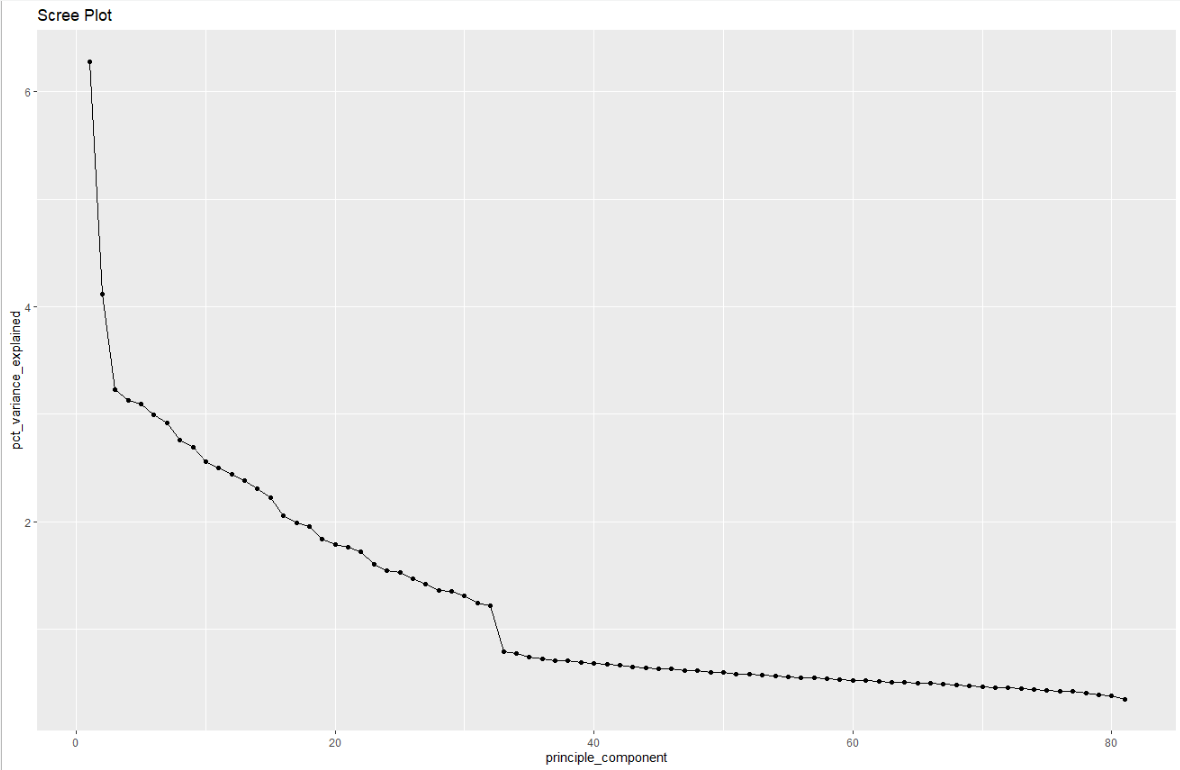 Scree Plot
6
4
2
pct_variance_explained
0 20 40 60 80
principle_component